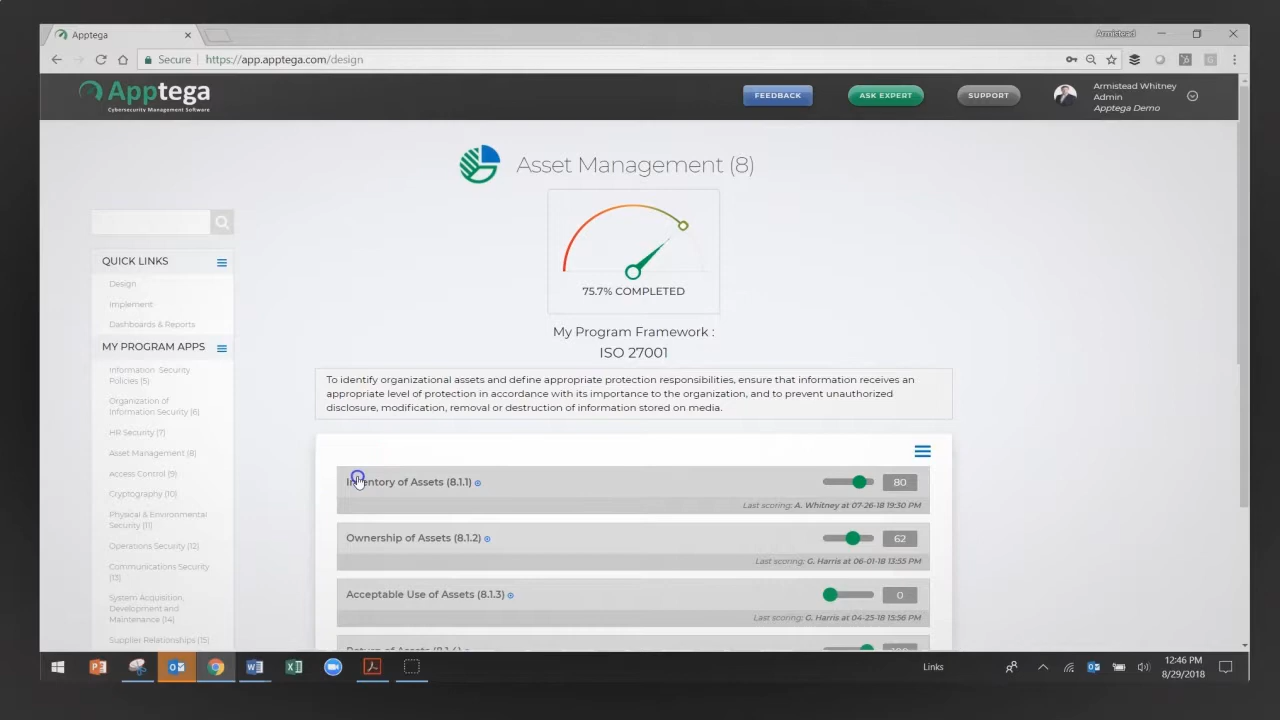 Apptega
Armistead
Secure
https://app.apptega.com/design
Apptega
Cybersecurity Management Software
FEEDBACK
ASK EXPERT
SUPPORT
Armistead Whitney
Admin
Apptega Demo
Asset Management (8)
75.7% COMPLETED
My Program Framework :
ISO 27001
To identify organizational assets and define appropriate protection responsibilities, ensure that information receives an
appropriate level of protection in accordance with its importance to the organization, and to prevent unauthorized
disclosure, modification, removal or destruction of information stored on media.
QUICK LINKS
Design
Implement
Dashboards & Reports
MY PROGRAM APPS
Information Security
Policies (5)
Organization of
Information Security (6)
HR Security (7)
Asset Management (8)
Access Control (9)
Cryptography (10)
Physical & Environmental
Security (11)
Operations Security (12)
Communications Security
(13)
System Acquisition,
Development and
Maintenance (14)
Supplier Relationships (15)
Inventory of Assets (8.1.1)
80
Last scoring: A. Whitney at 07-26-18 19:30 PM
Ownership of Assets (8.1.2)
62
Last scoring: G. Harris at 06-01-18 13:55 PM
Acceptable Use of Assets (8.1.3)
0
Last scoring: G. Harris at 04-25-18 15:56 PM
Return of Assets (8.1.4)
100
Links
12:46 PM
8/29/2018